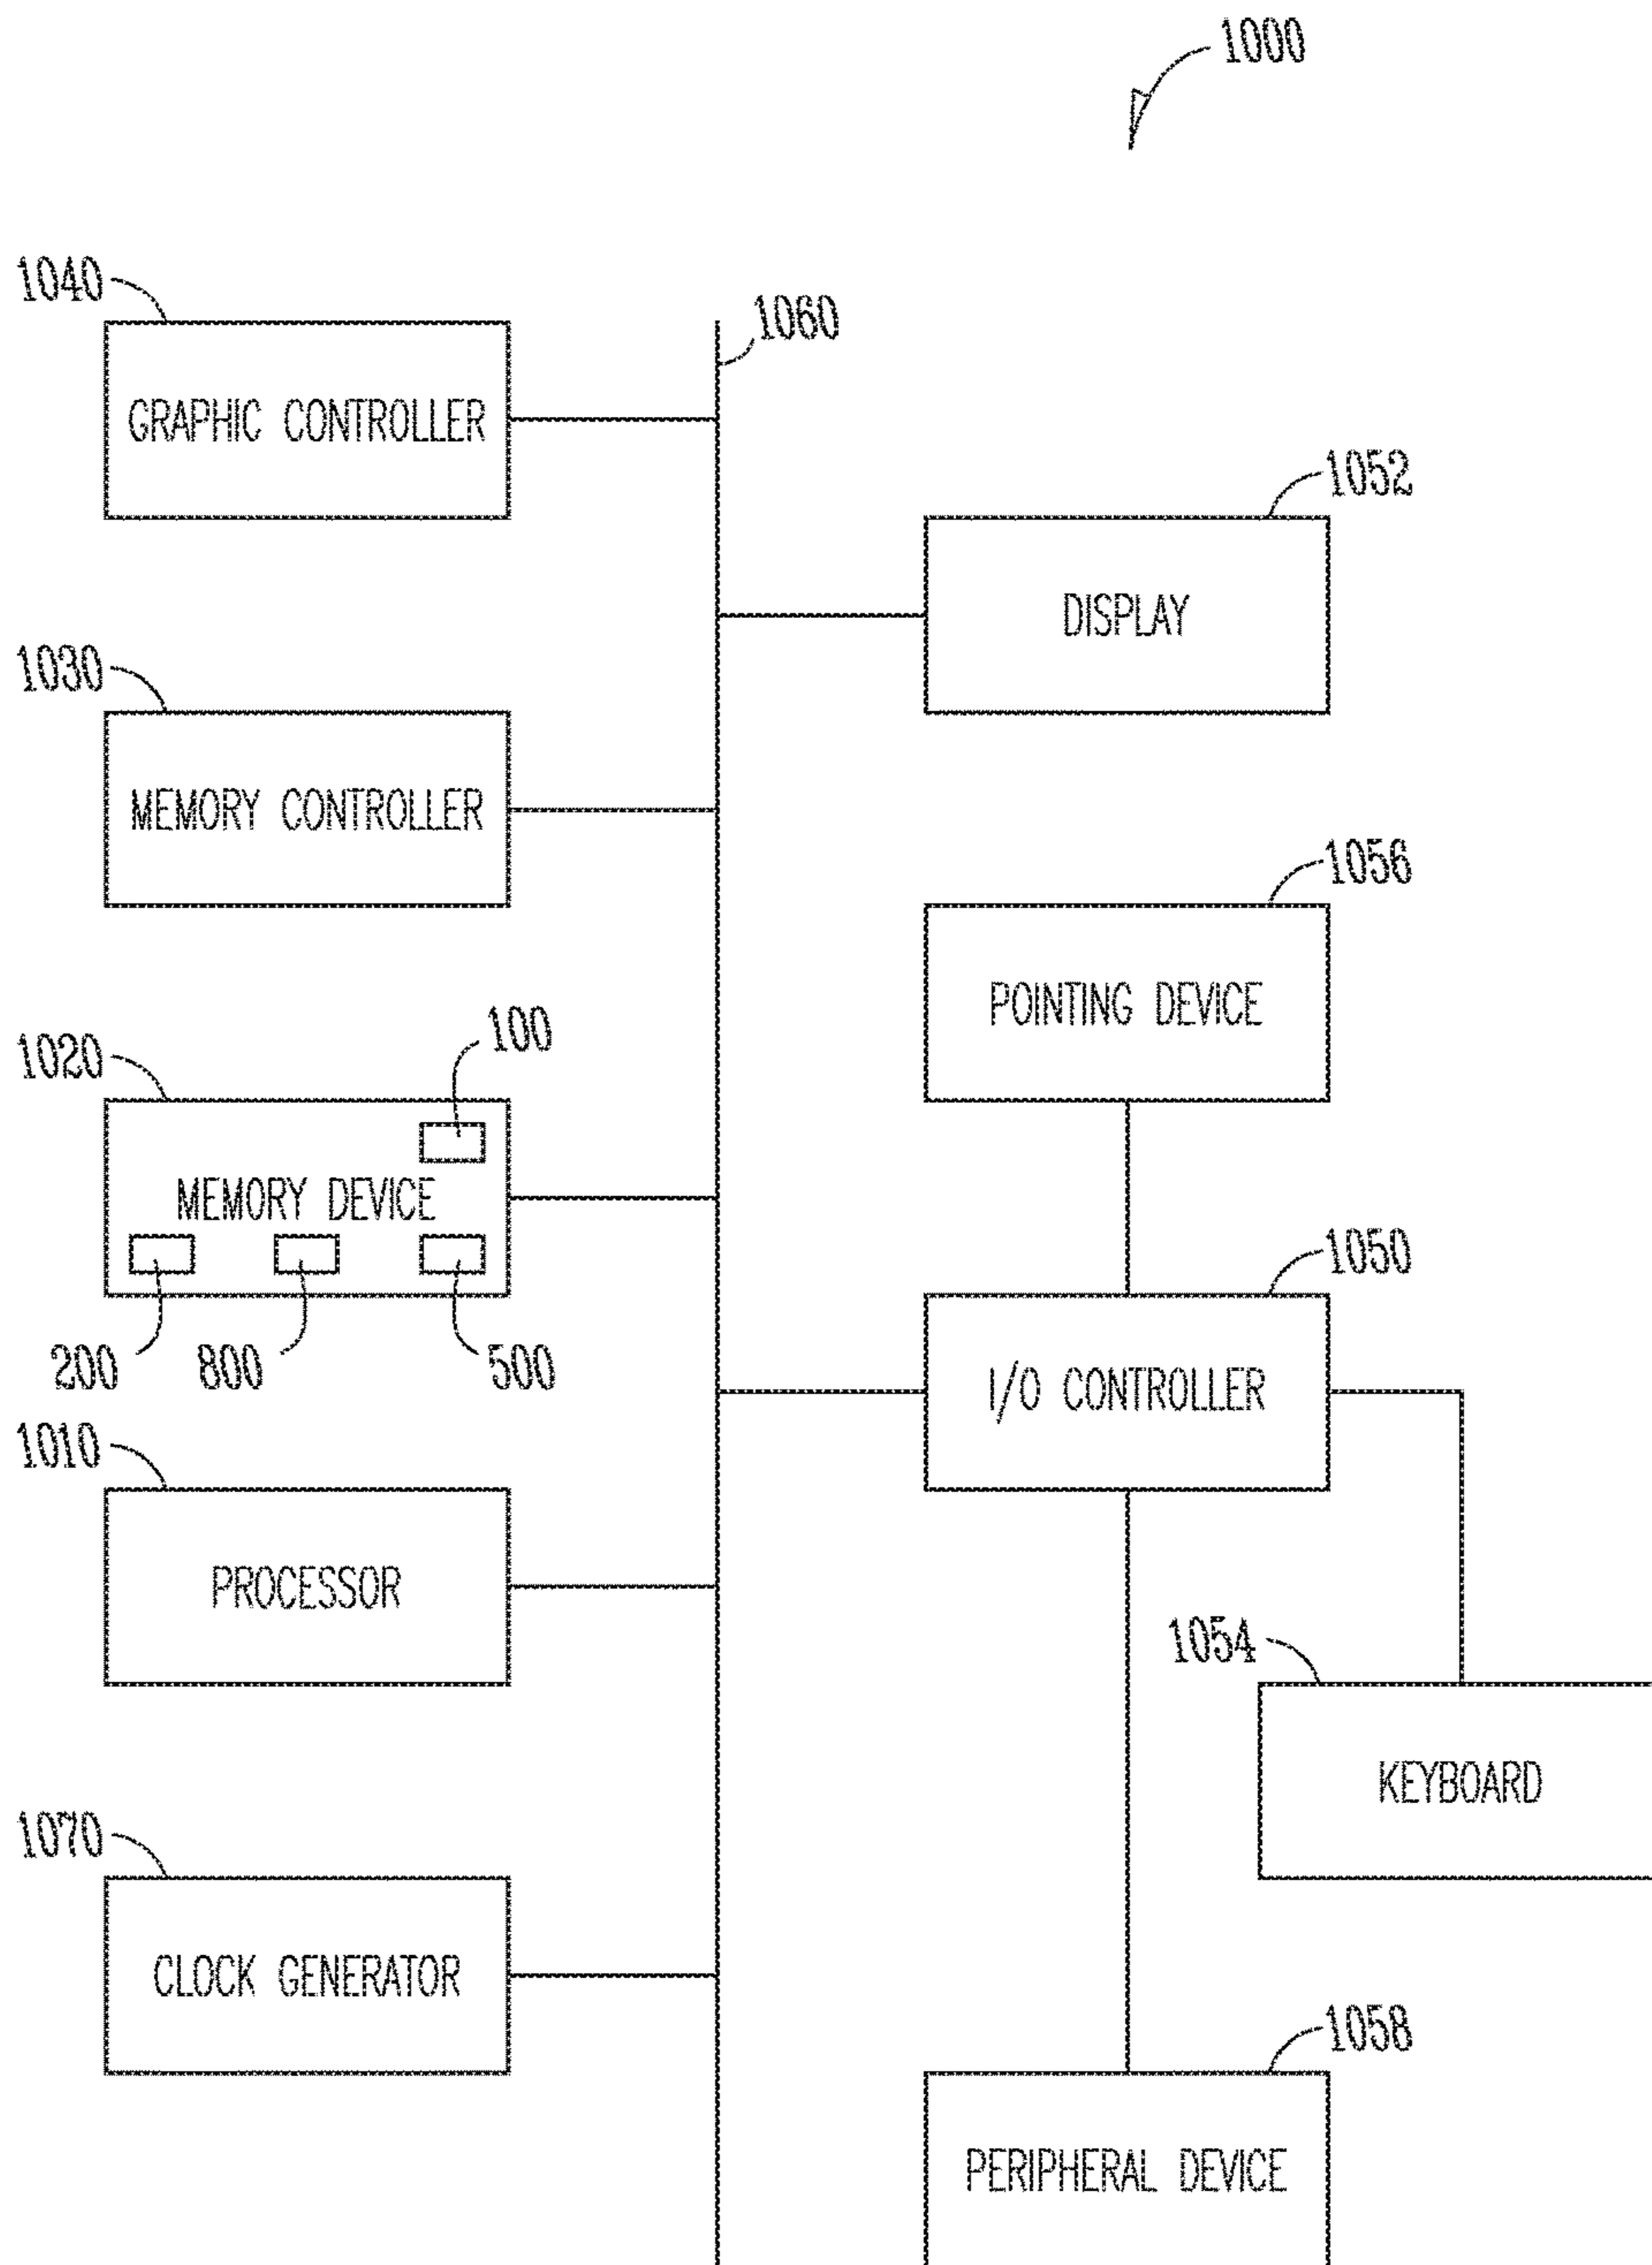 1000
1040
GRAPHIC CONTROLLER
1060
1052
DISPLAY
1030
MEMORY CONTROLLER
1056
POINTING DEVICE
1020
100
MEMORY DEVICE
200
800
500
1050
I/O CONTROLLER
1010
PROCESSOR
1054
KEYBOARD
1070
CLOCK GENERATOR
1058
PERIPHERAL DEVICE